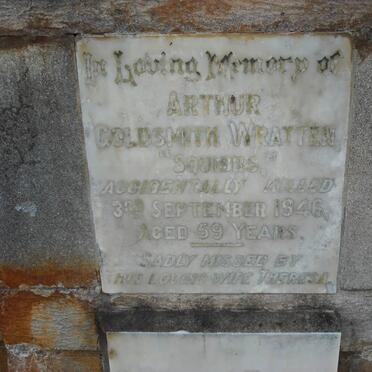 In Loving Memory of
ARTHUR
GOLDSMITH WRATTEN
"SQUIBBS,"
ACCIDENTALLY KILLED
3RD SEPTEMBER 1946,
AGED 59 YEARS.
SADLY MISSED BY
HIS LOVING WIFE THERESA